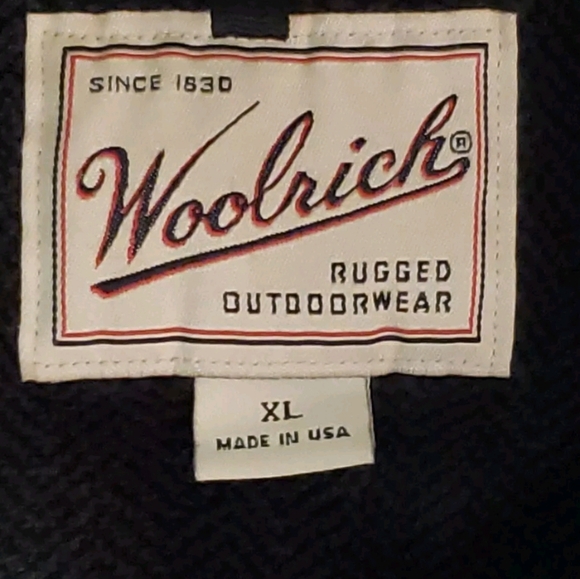 SINCE 1830
Woolrich®
RUGGED
OUTDOORWEAR
XL
MADE IN USA